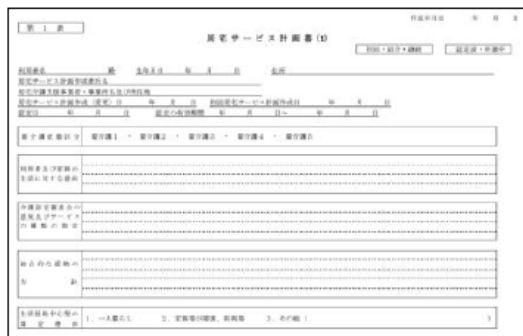 作成年月日 年 月 日
第 1 表
居宅サービス計画書(1)
初回・紹介・継続 認定済・申請中
利用者名 殿 生年月日 年 月 日 住所
居宅サービス計画作成者氏名
居宅介護支援事業者・事業所名及び所在地
居宅サービス計画作成(変更)日 年 月 日 初回居宅サービス計画作成日 年 月 日
認定日 年 月 日 認定の有効期間 年 月 日~ 年 月 日
要介護状態区分 要介護1 ・ 要介護2 ・ 要介護3 ・ 要介護4 ・ 要介護5
利用者及び家族の
生活に対する意向
介護認定審査会の
意見及びサービス
の種類の指定
総合的な援助の
方 針
生活援助中心型の
算定理由
1.一人暮らし 2.家族等が障害、疾病等 3.その他( )